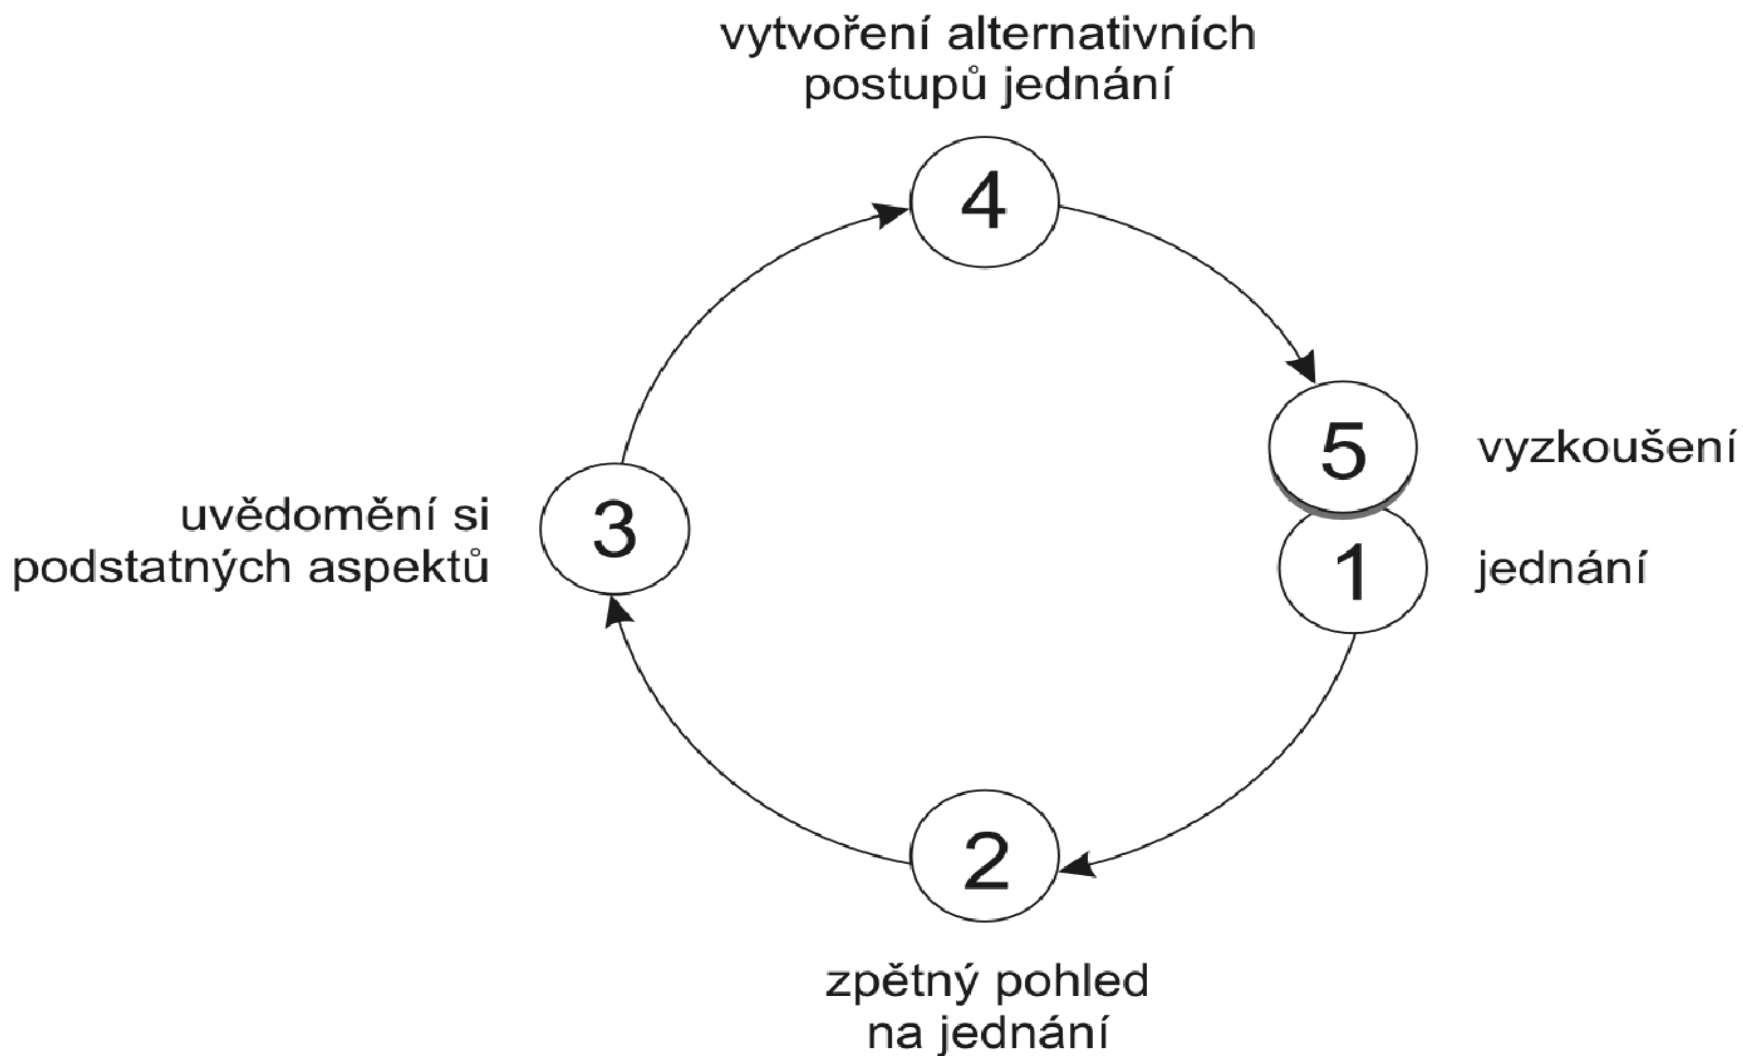 vytvoření alternativních
postupů jednání
4
5
vyzkoušení
3
uvědomění si
podstatných aspektů
1
jednání
2
zpětný pohled
na jednání